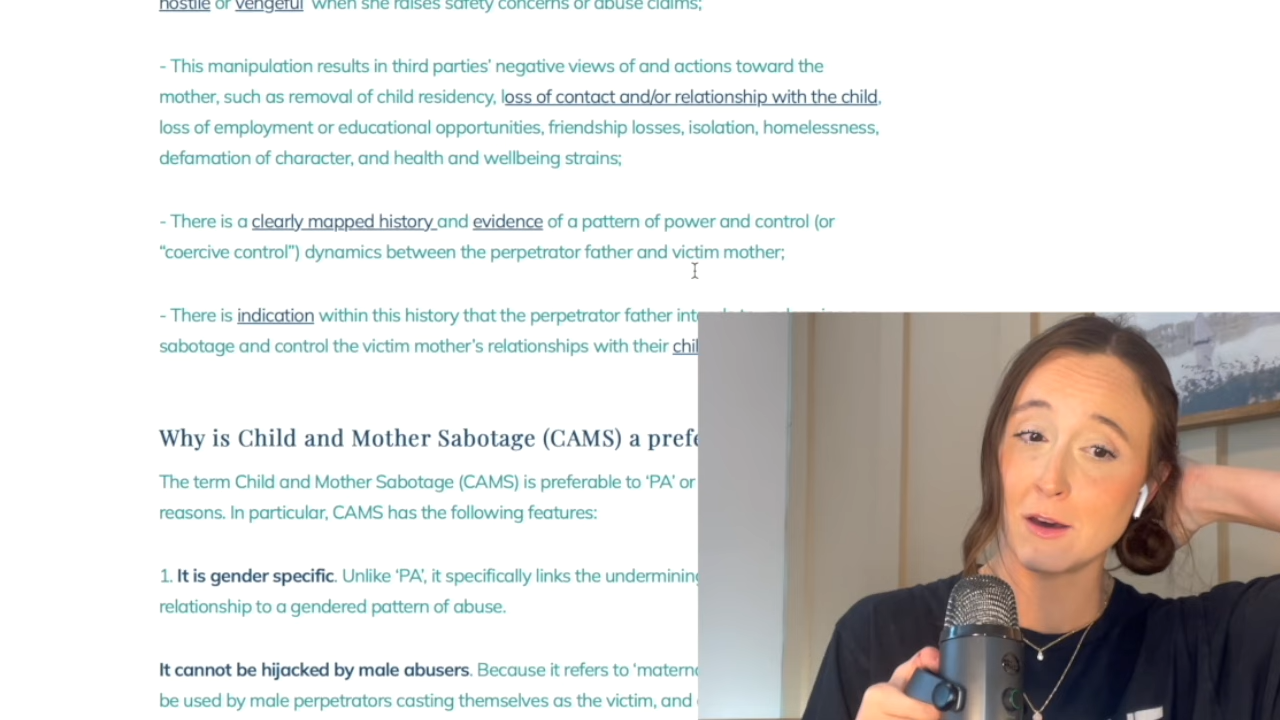 hostile or vengeful’ when she raises safety concerns or abuse claims;
- This manipulation results in third parties’ negative views of and actions toward the
mother, such as removal of child residency, loss of contact and/or relationship with the child,
loss of employment or educational opportunities, friendship losses, isolation, homelessness,
defamation of character, and health and wellbeing strains;
- There is a clearly mapped history and evidence of a pattern of power and control (or
“coercive control”) dynamics between the perpetrator father and victim mother;
- There is indication within this history that the perpetrator father
sabotage and control the victim mother’s relationships with their
Why is Child and Mother Sabotage (CAMS) a
The term Child and Mother Sabotage (CAMS) is preferable to ‘PA’ or
reasons. In particular, CAMS has the following features:
1. It is gender specific. Unlike ‘PA’, it specifically links the undermining
relationship to a gendered pattern of abuse.
It cannot be hijacked by male abusers. Because it refers to
be used by male perpetrators casting themselves as the victim, and